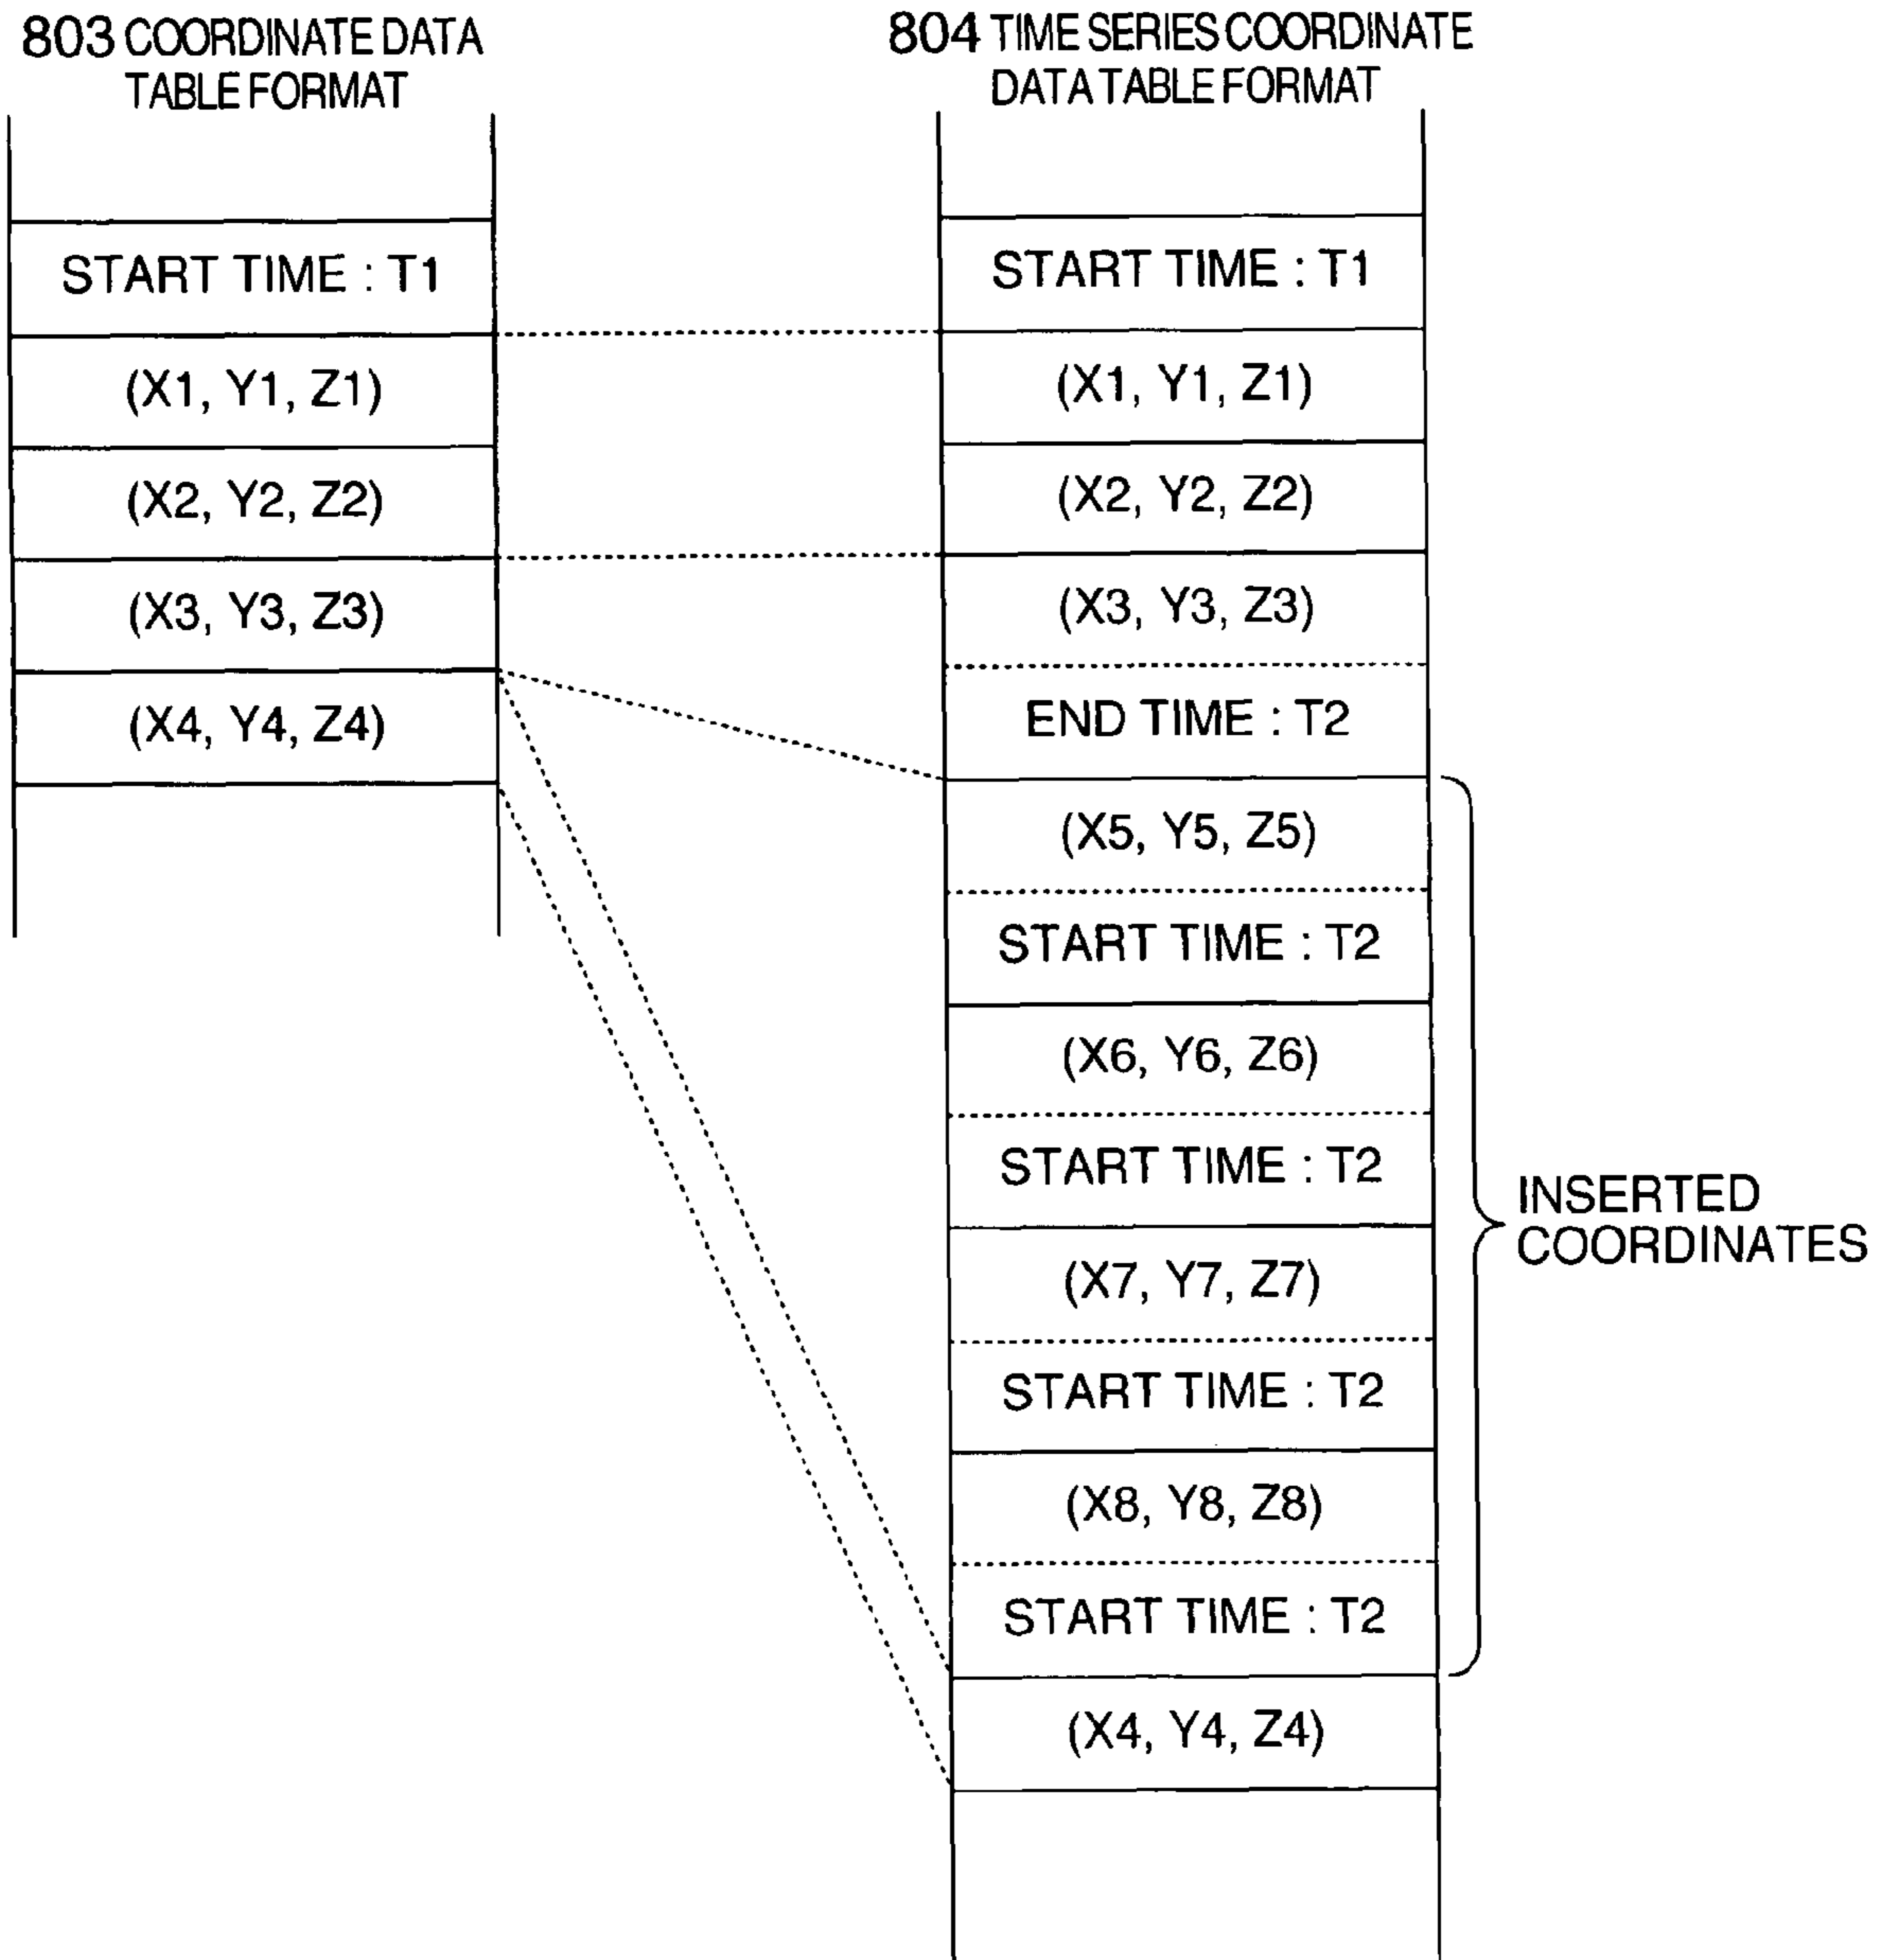 803 COORDINATE DATA
TABLE FORMAT
START TIME : T1
(X1, Y1, Z1)
(X2, Y2, Z2)
(X3, Y3, Z3)
(X4, Y4, Z4)
804 TIME SERIES COORDINATE
DATA TABLE FORMAT
START TIME : T1
(X1, Y1, Z1)
(X2, Y2, Z2)
(X3, Y3, Z3)
END TIME : T2
(X5, Y5, Z5)
START TIME : T2
(X6, Y6, Z6)
START TIME : T2
(X7, Y7, Z7)
START TIME : T2
(X8, Y8, Z8)
START TIME : T2
(X4, Y4, Z4)
INSERTED
COORDINATES